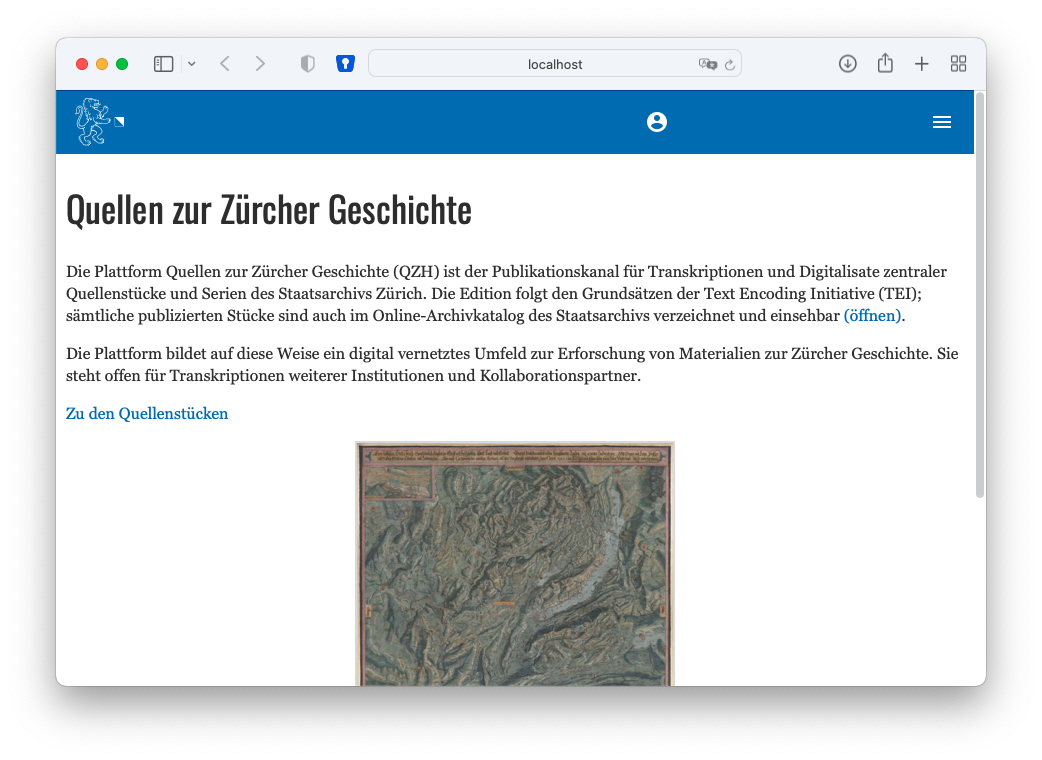 localhost
Quellen zur Zürcher Geschichte
Die Plattform Quellen zur Zürcher Geschichte (QZH) ist der Publikationskanal für Transkriptionen und Digitalisate zentraler
Quellenstücke und Serien des Staatsarchivs Zürich. Die Edition folgt den Grundsätzen der Text Encoding Initiative (TEI);
sämtliche publizierten Stücke sind auch im Online-Archivkatalog des Staatsarchivs verzeichnet und einsehbar (öffnen).
Die Plattform bildet auf diese Weise ein digital vernetztes Umfeld zur Erforschung von Materialien zur Zürcher Geschichte. Sie
steht offen für Transkriptionen weiterer Institutionen und Kollaborationspartner.
Zu den Quellenstücken